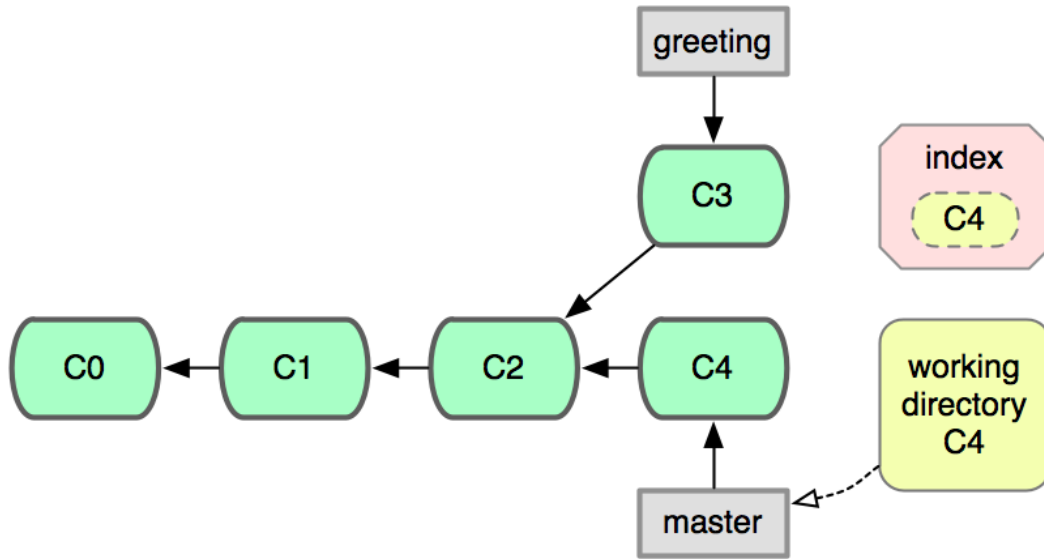 greeting
C3
index
C4
C0
C1
C2
C4
working
directory
C4
master